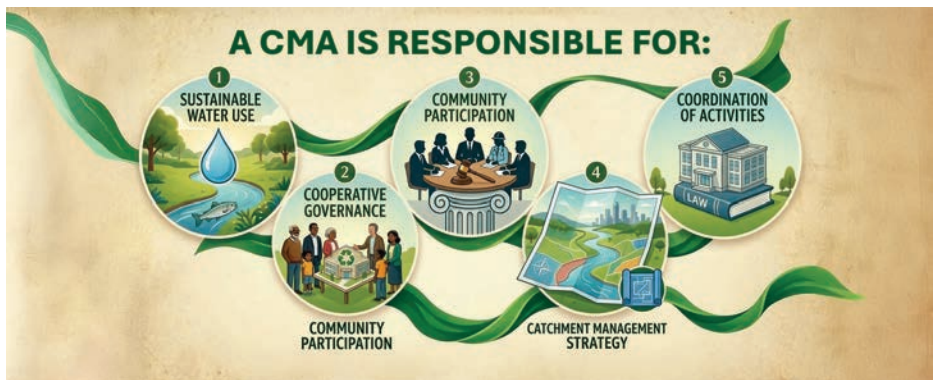 A CMA IS RESPONSIBLE FOR:
1
SUSTAINABLE
WATER USE
2
COOPERATIVE
GOVERNANCE
COMMUNITY
PARTICIPATION
3
COMMUNITY
PARTICIPATION
4
CATCHMENT MANAGEMENT
STRATEGY
5
COORDINATION
OF ACTIVITIES
LAW